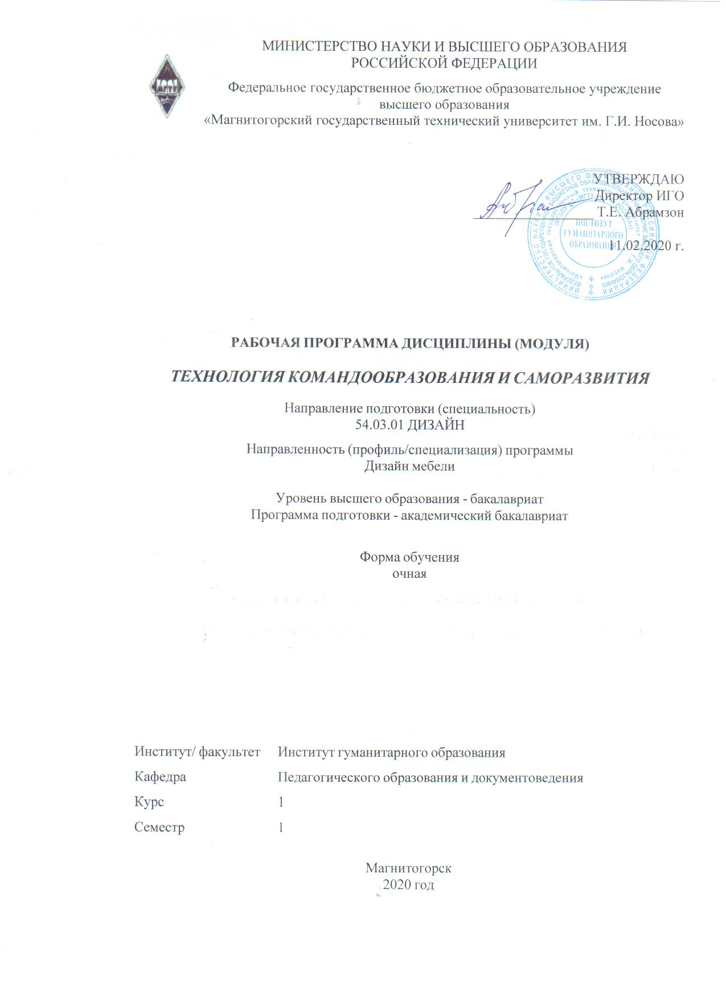 МИНИСТЕРСТВО НАУКИ И ВЫСШЕГО ОБРАЗОВАНИЯ
РОССИЙСКОЙ ФЕДЕРАЦИИ
Федеральное государственное бюджетное образовательное учреждение
высшего образования
«Магнитогорский государственный технический университет им. Г.И. Носова»
УТВЕРЖДАЮ
Директор ИГО
Т.Е. Абрамзон
11.02.2020 г.
ИНСТИТУТ
ГУМАНИТАРНОГО
ОБРАЗОВАНИЯ
РАБОЧАЯ ПРОГРАММА ДИСЦИПЛИНЫ (МОДУЛЯ)
ТЕХНОЛОГИЯ КОМАНДООБРАЗОВАНИЯ И САМОРАЗВИТИЯ
Направление подготовки (специальность)
54.03.01 ДИЗАЙН
Направленность (профиль/специализация) программы
Дизайн мебели
Уровень высшего образования - бакалавриат
Программа подготовки - академический бакалавриат
Форма обучения
очная
Институт/ факультет Институт гуманитарного образования
Кафедра Педагогического образования и документоведения
Курс 1
Семестр 1
Магнитогорск
2020 год